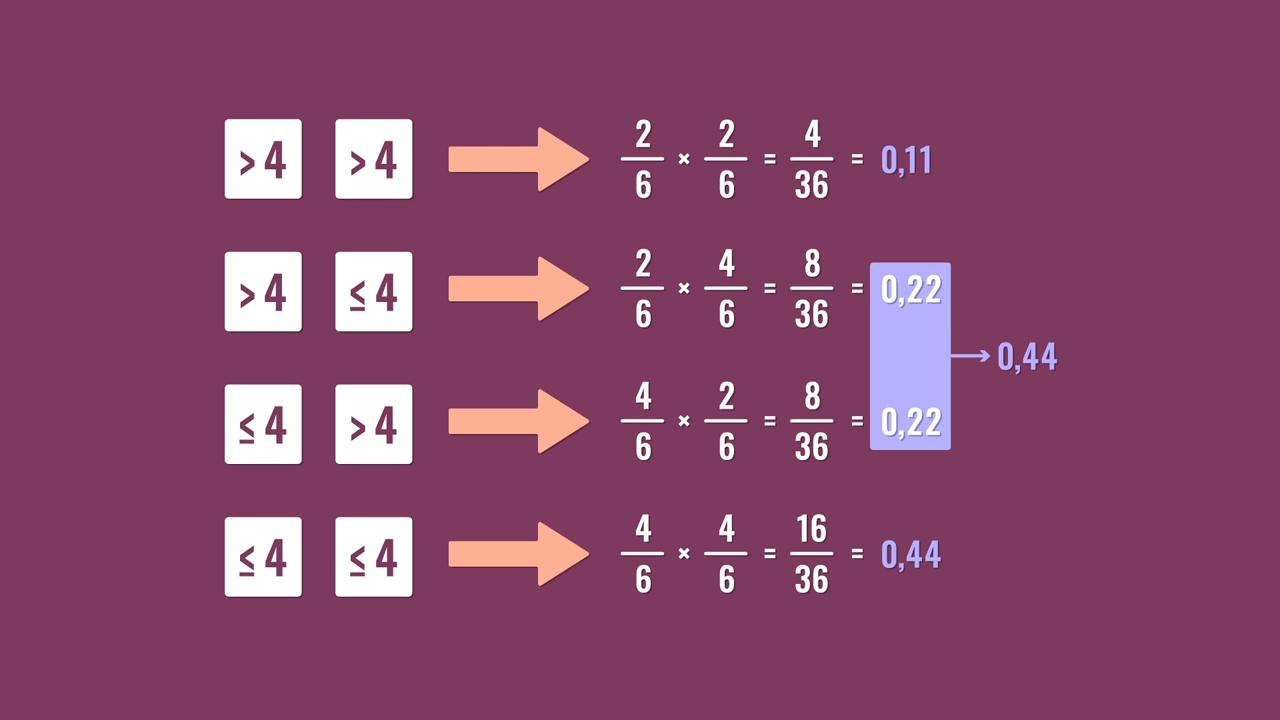 > 4 > 4 2/6 × 2/6 = 4/36 = 0,11
> 4 ≤ 4 2/6 × 4/6 = 8/36 = 0,22
→ 0,44
≤ 4 > 4 4/6 × 2/6 = 8/36 = 0,22
≤ 4 ≤ 4 4/6 × 4/6 = 16/36 = 0,44